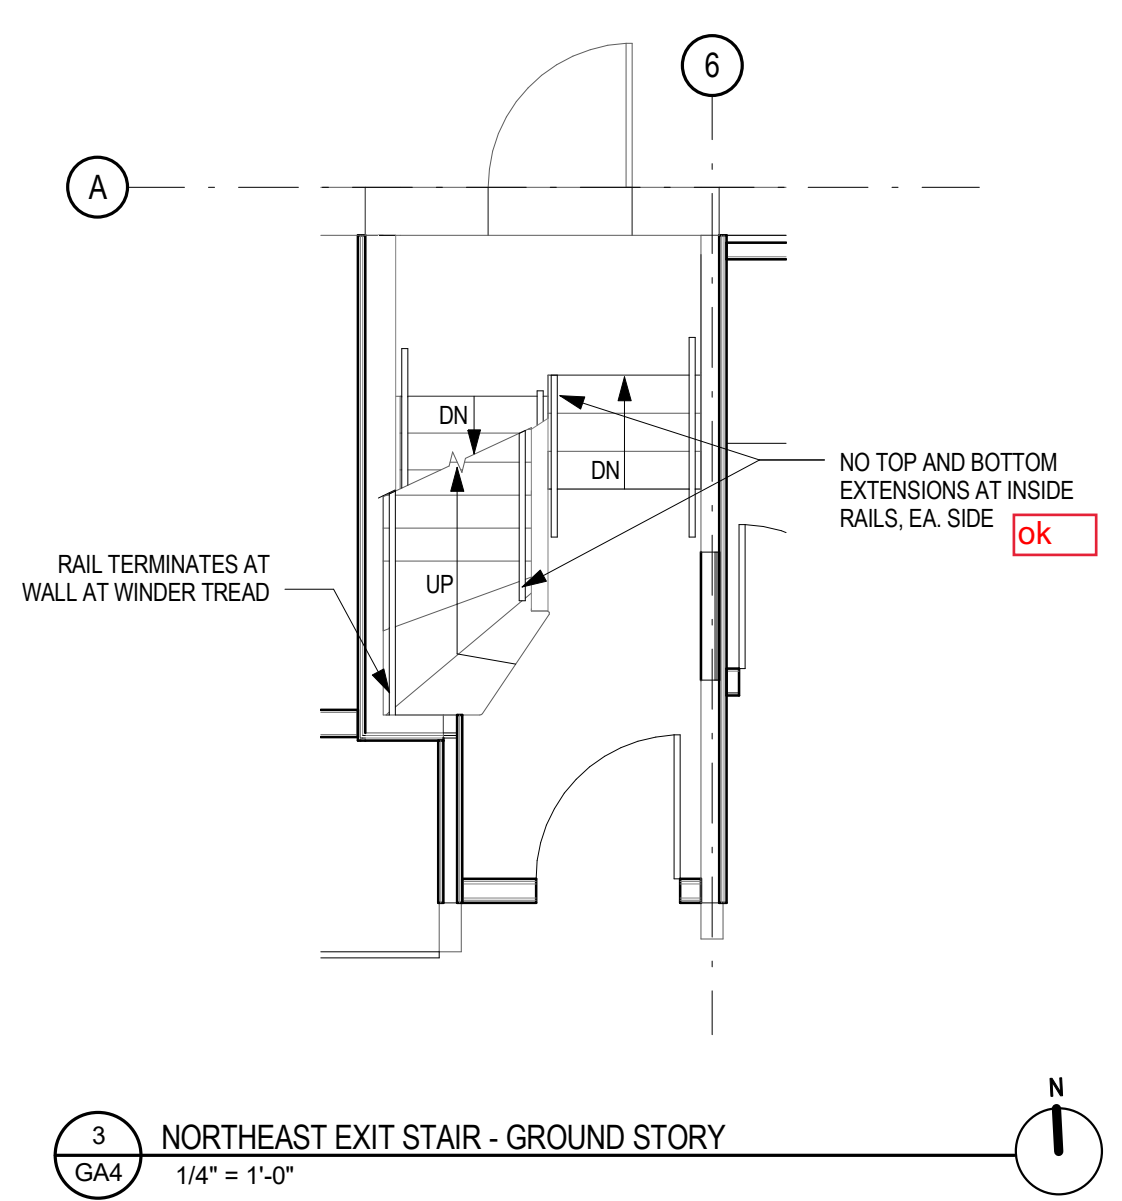 6
A
DN
DN
NO TOP AND BOTTOM
EXTENSIONS AT INSIDE
RAILS, EA. SIDE
ok
RAIL TERMINATES AT
WALL AT WINDER TREAD
UP
N
3
GA4
NORTHEAST EXIT STAIR - GROUND STORY
1/4" = 1'-0"